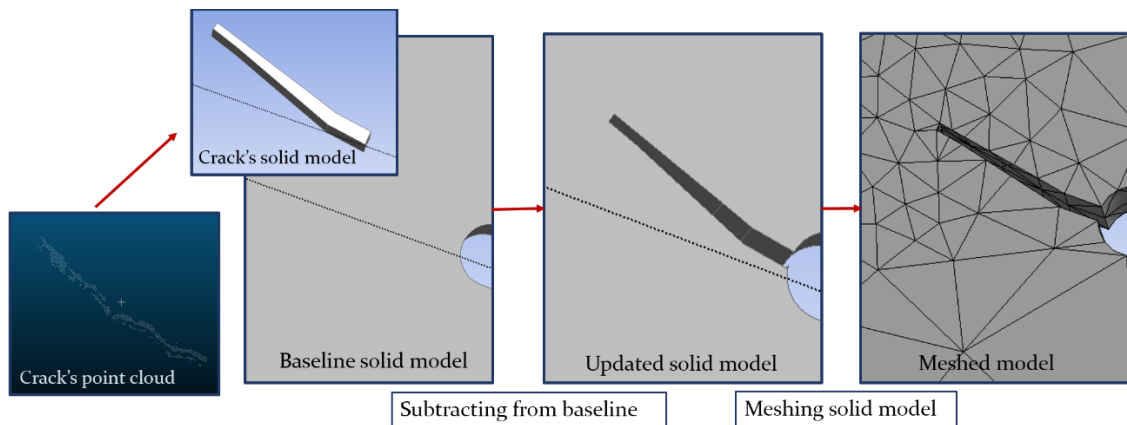 Crack's solid model
Crack's point cloud
Baseline solid model
Updated solid model
Meshed model
Subtracting from baseline
Meshing solid model